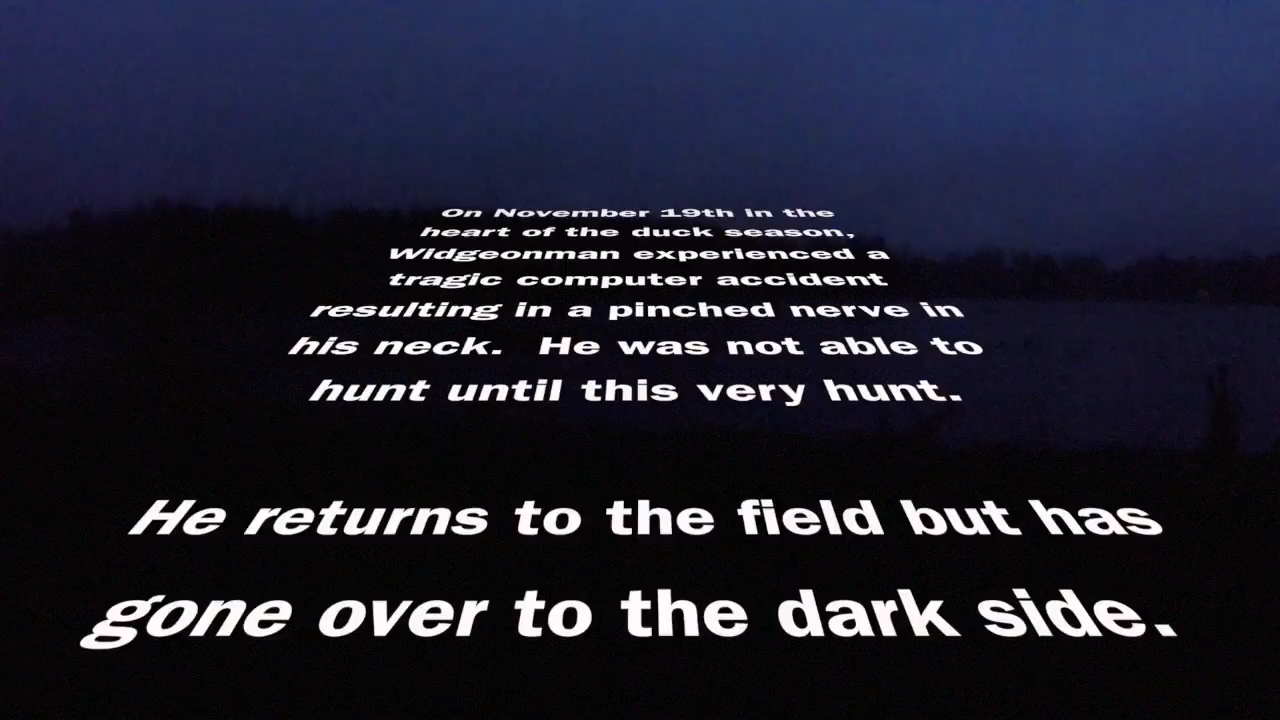 On November 19th in the
heart of the duck season,
Widgeonman experienced a
tragic computer accident
resulting in a pinched nerve in
his neck. He was not able to
hunt until this very hunt.
He returns to the field but has
gone over to the dark side.